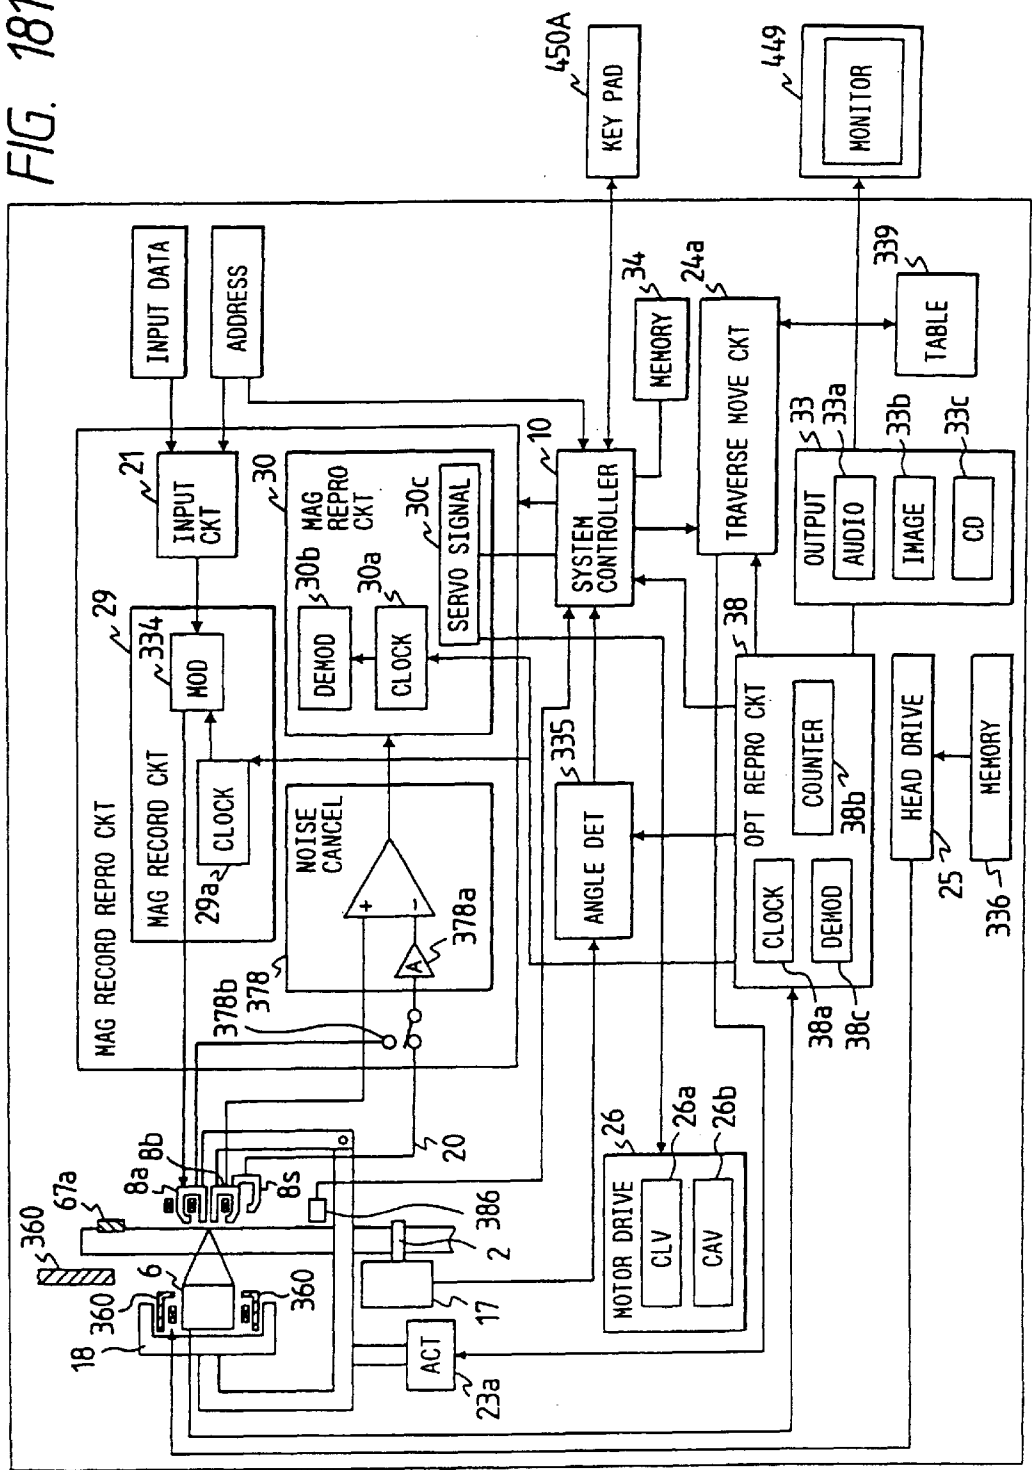 FIG. 181
INPUT DATA
ADDRESS
KEY PAD
450A
MONITOR
449
MAG RECORD REPRO CKT
MAG RECORD CKT
29
334
MOD
CLOCK
29a
21
INPUT
CKT
30
MAG
REPRO
CKT
30b
DEMOD
30a
CLOCK
30c
SERVO SIGNAL
NOISE
CANCEL
+
−
A
378a
378
378b
10
SYSTEM
CONTROLLER
34
MEMORY
24a
TRAVERSE MOVE CKT
339
TABLE
OUTPUT
33
33a
AUDIO
33b
IMAGE
33c
CD
335
ANGLE DET
38
OPT REPRO CKT
CLOCK
38a
DEMOD
38c
COUNTER
38b
HEAD DRIVE
25
MEMORY
336
360
67a
8a
8b
8s
6
360
360
18
20
386
2
17
ACT
23a
26
MOTOR DRIVE
CLV
26a
CAV
26b